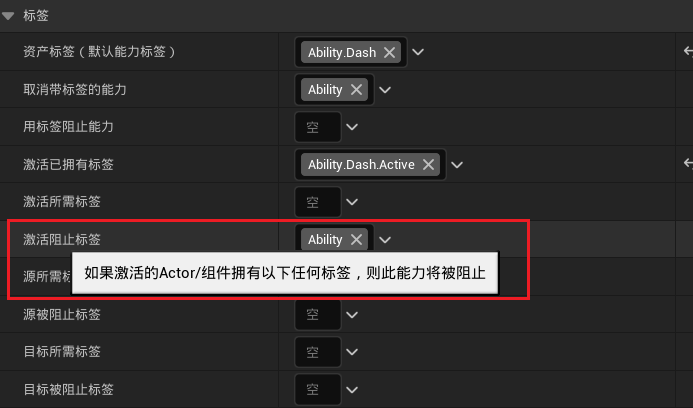 标签
资产标签（默认能力标签） Ability.Dash
取消带标签的能力 Ability
用标签阻止能力 空
激活已拥有标签 Ability.Dash.Active
激活所需标签 空
激活阻止标签 Ability
源所需标
如果激活的Actor/组件拥有以下任何标签，则此能力将被阻止
源被阻止标签 空
目标所需标签 空
目标被阻止标签 空